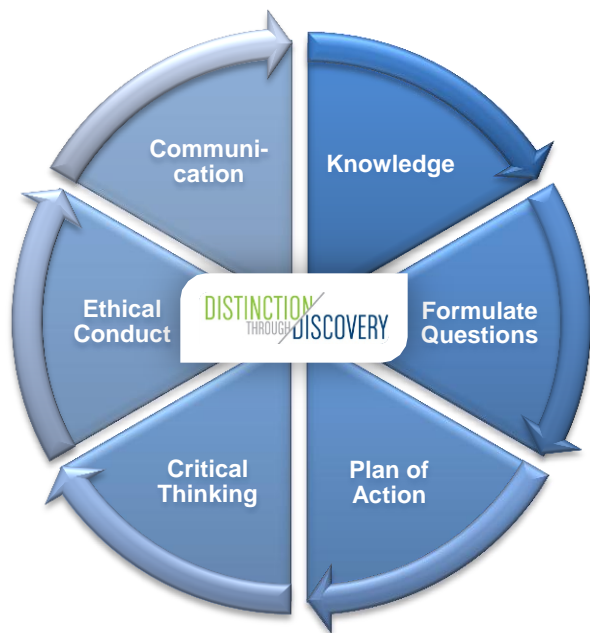 Knowledge
Formulate
Questions
Plan of
Action
Critical
Thinking
Ethical
Conduct
Communi-
cation
DISTINCTION
THROUGH DISCOVERY